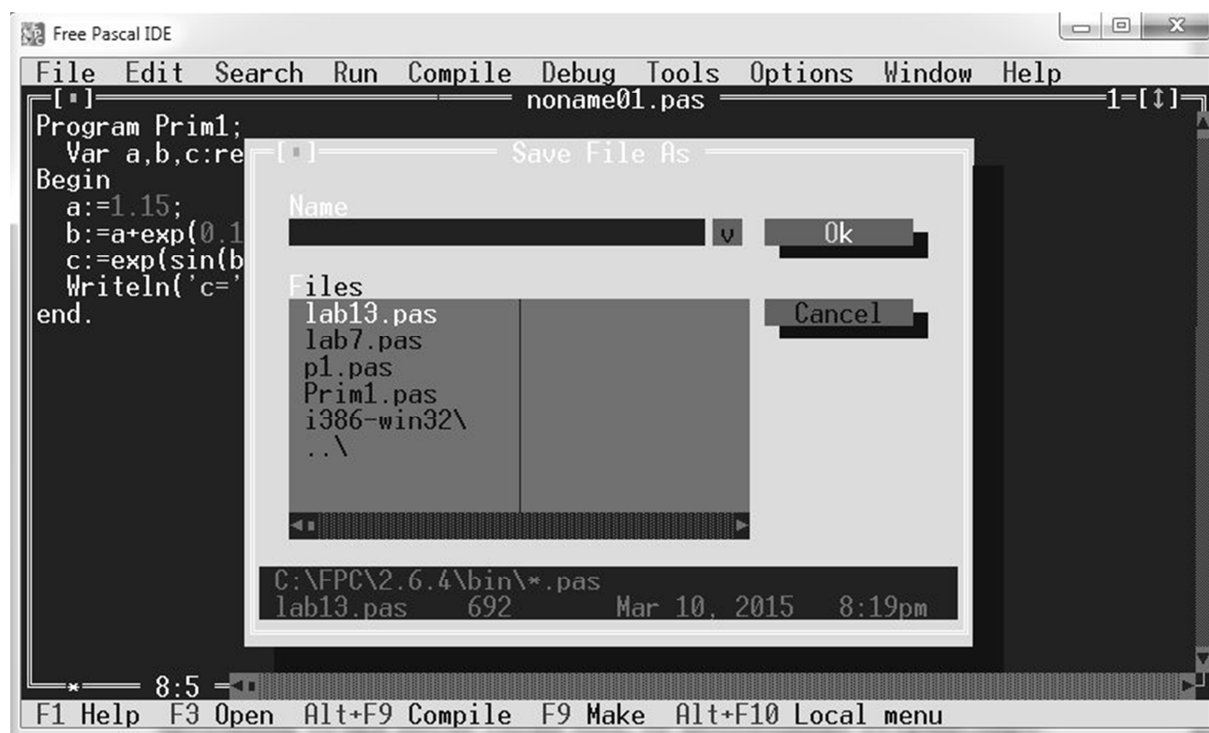 Free Pascal IDE
File Edit Search Run Compile Debug Tools Options Window Help
noname01.pas 1
Program Prim1;
Var a,b,c:re
Begin
a:=1.15;
b:=a+exp(0.1
c:=exp(sin(b
Writeln('c='
end.
Save File As
Name
Ok
Files
Cancel
lab13.pas
lab7.pas
p1.pas
Prim1.pas
i386-win32\
..\
C:\FPC\2.6.4\bin\*.pas
lab13.pas 692 Mar 10, 2015 8:19pm
8:5
F1 Help F3 Open Alt+F9 Compile F9 Make Alt+F10 Local menu